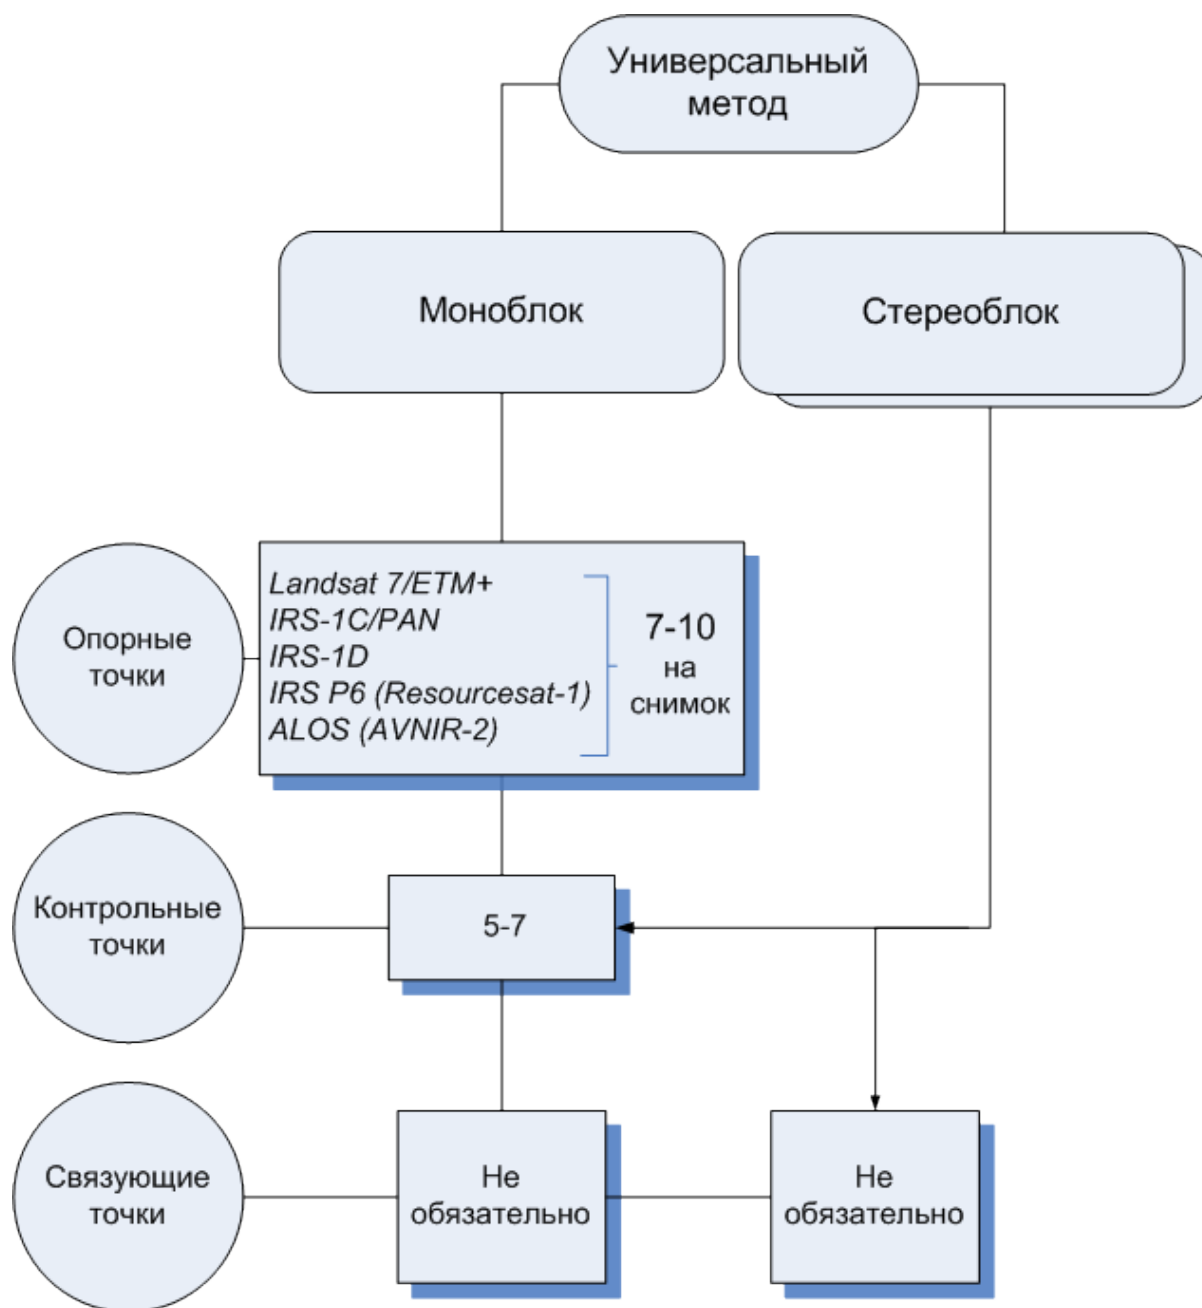 Универсальный
метод
Моноблок
Стереоблок
Опорные
точки
Landsat 7/ETM+
IRS-1C/PAN
IRS-1D
IRS P6 (Resourcesat-1)
ALOS (AVNIR-2)
7-10
на
снимок
Контрольные
точки
5-7
Связующие
точки
Не
обязательно
Не
обязательно